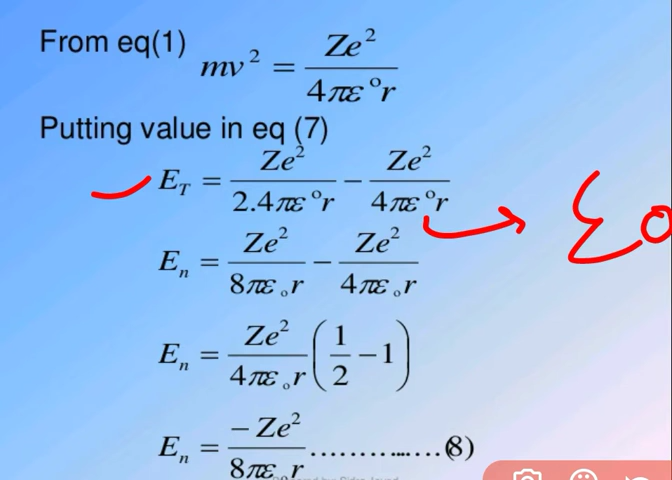 From eq(1) mv² = Ze² / 4πε°r
Putting value in eq (7)
E_T = Ze² / 2.4πε°r − Ze² / 4πε°r → ε0
E_n = Ze² / 8πε₀r − Ze² / 4πε₀r
E_n = Ze² / 4πε₀r (1/2 − 1)
E_n = −Ze² / 8πε₀r ................(8)